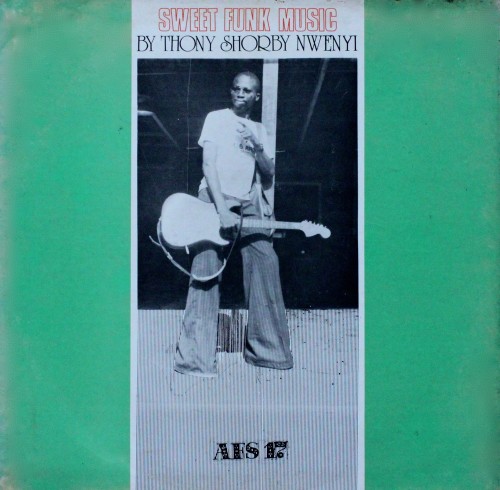 SWEET FUNK MUSIC
BY THONY SHORBY NWENYI
AFS 17